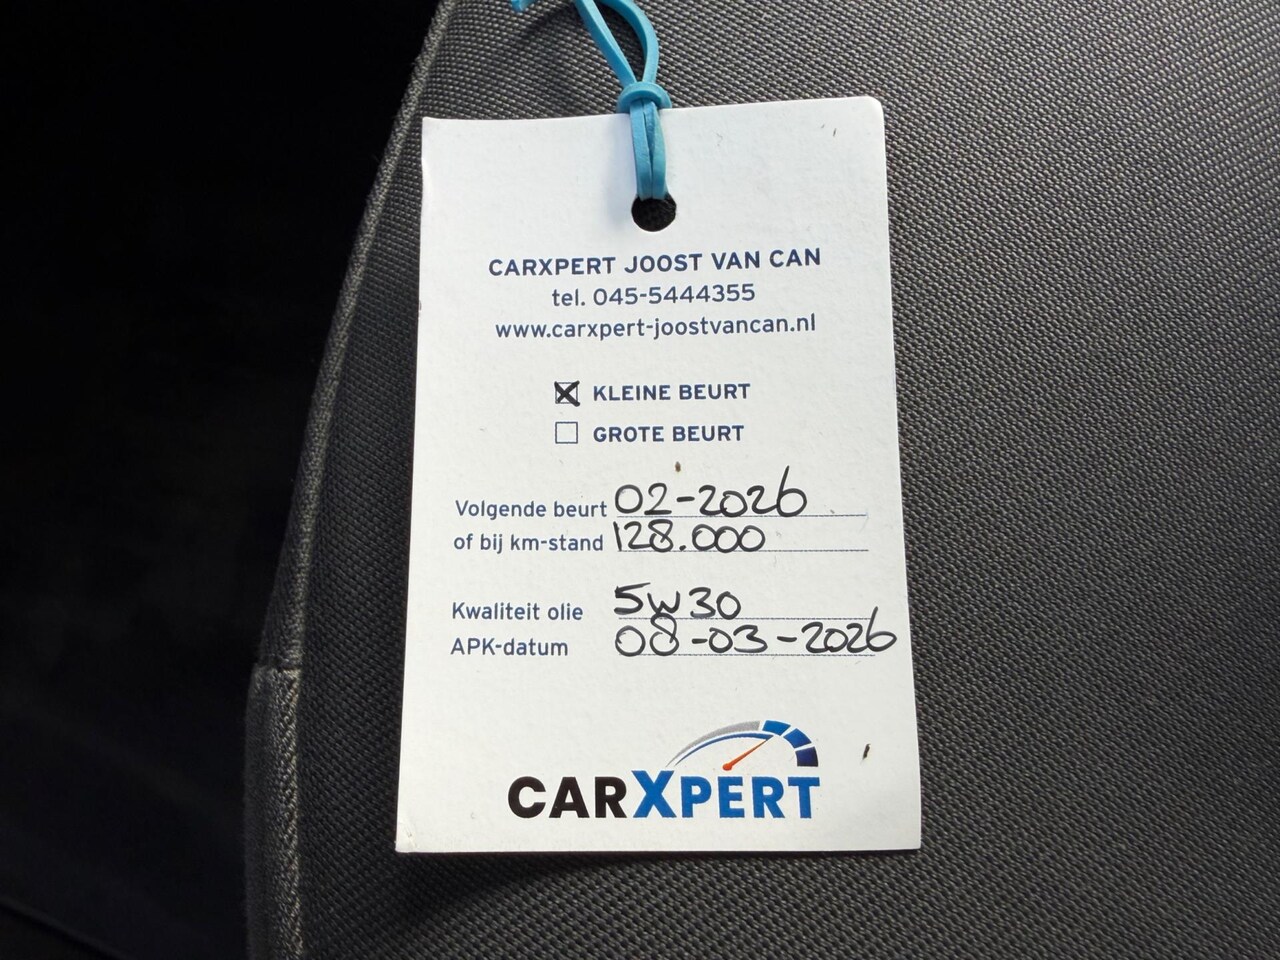 CARXPERT JOOST VAN CAN
tel. 045-5444355
www.carxpert-joostvancan.nl
KLEINE BEURT
GROTE BEURT
Volgende beurt 02-2026
of bij km-stand 128.000
Kwaliteit olie 5W30
APK-datum 08-03-2026
CARXPERT